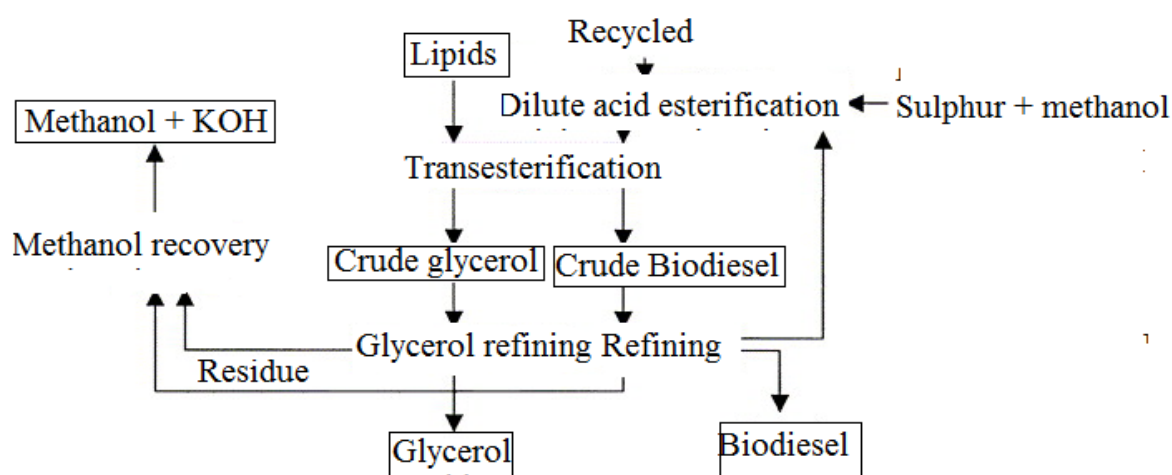 Recycled
Lipids
Dilute acid esterification
Sulphur + methanol
Methanol + KOH
Transesterification
Methanol recovery
Crude glycerol
Crude Biodiesel
Glycerol refining
Refining
Residue
Glycerol
Biodiesel